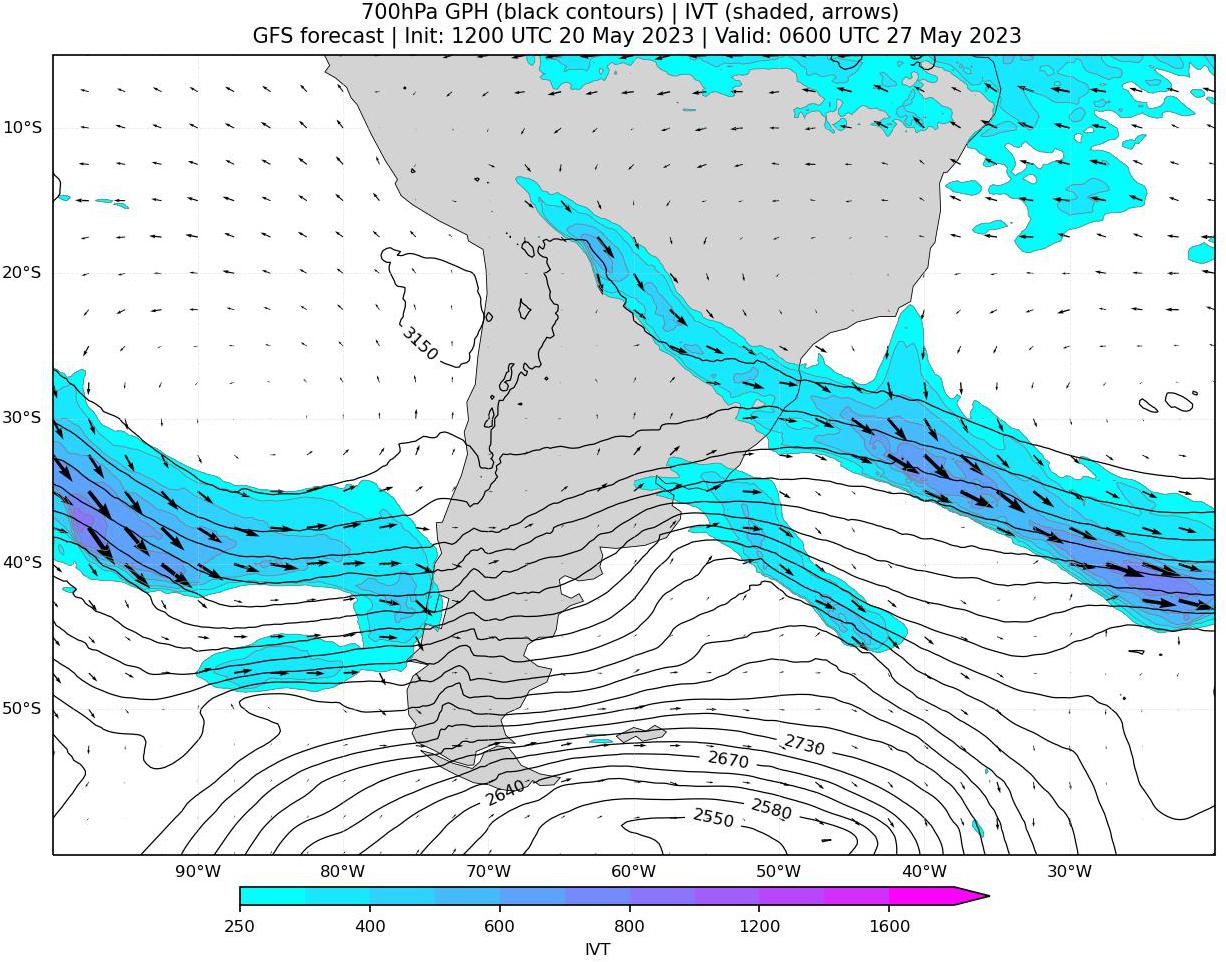 700hPa GPH (black contours) | IVT (shaded, arrows)
GFS forecast | Init: 1200 UTC 20 May 2023 | Valid: 0600 UTC 27 May 2023
10°S
20°S
3150
30°S
40°S
50°S
2730
2670
2640
2580
2550
90°W 80°W 70°W 60°W 50°W 40°W 30°W
250 400 600 800 1200 1600
IVT